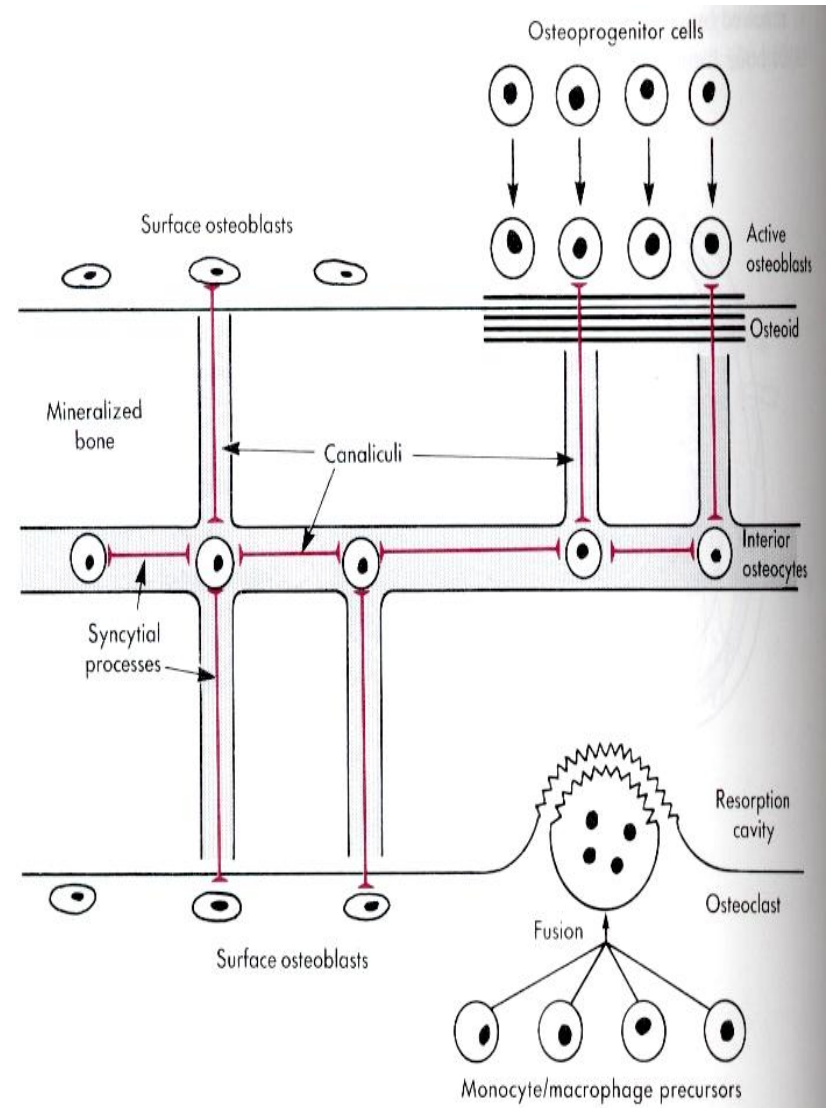 Osteoprogenitor cells
Surface osteoblasts
Active
osteoblasts
Osteoid
Mineralized
bone
Canaliculi
Interior
osteocytes
Syncytial
processes
Resorption
cavity
Osteoclast
Fusion
Surface osteoblasts
Monocyte/macrophage precursors